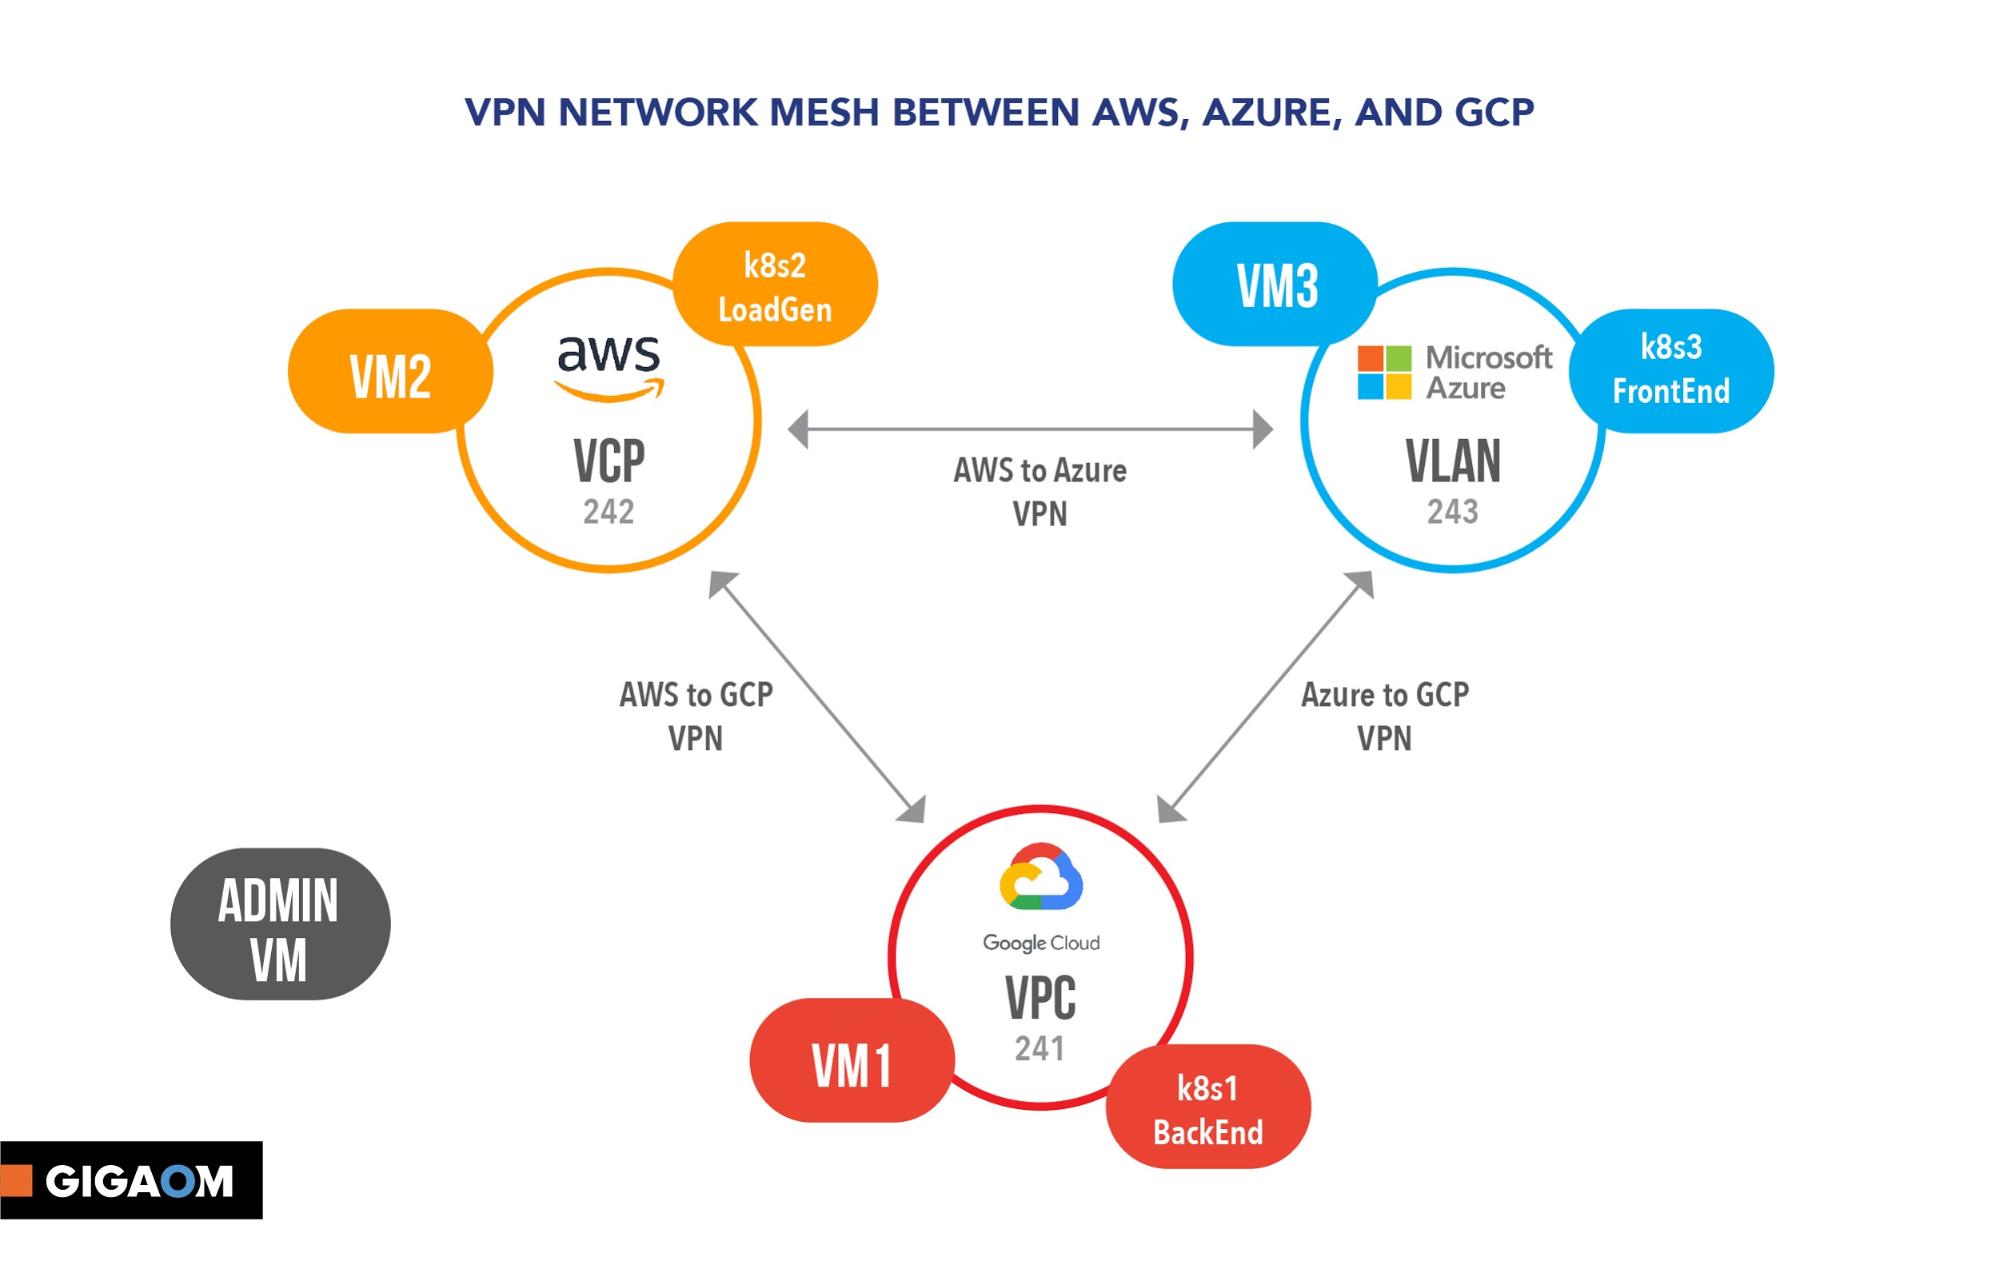 VPN NETWORK MESH BETWEEN AWS, AZURE, AND GCP
k8s2
LoadGen
VM2
aws
VCP
242
VM3
Microsoft
Azure
k8s3
FrontEnd
VLAN
243
AWS to Azure
VPN
AWS to GCP
VPN
Azure to GCP
VPN
ADMIN
VM
Google Cloud
VPC
241
VM1
k8s1
BackEnd
GIGAOM